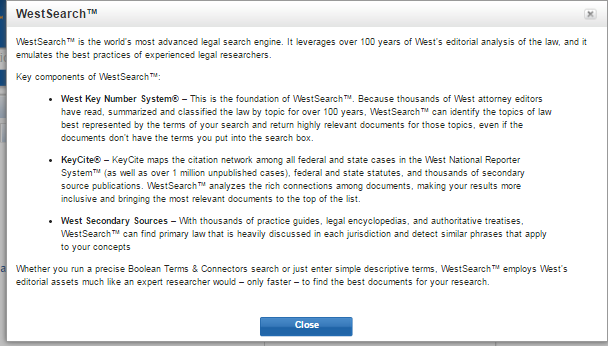 WestSearch™
WestSearch™ is the world's most advanced legal search engine. It leverages over 100 years of West's editorial analysis of the law, and it
emulates the best practices of experienced legal researchers.
Key components of WestSearch™:
• West Key Number System® – This is the foundation of WestSearch™. Because thousands of West attorney editors
have read, summarized and classified the law by topic for over 100 years, WestSearch™ can identify the topics of law
best represented by the terms of your search and return highly relevant documents for those topics, even if the
documents don't have the terms you put into the search box.
• KeyCite® – KeyCite maps the citation network among all federal and state cases in the West National Reporter
System™ (as well as over 1 million unpublished cases), federal and state statutes, and thousands of secondary
source publications. WestSearch™ analyzes the rich connections among documents, making your results more
inclusive and bringing the most relevant documents to the top of the list.
• West Secondary Sources – With thousands of practice guides, legal encyclopedias, and authoritative treatises,
WestSearch™ can find primary law that is heavily discussed in each jurisdiction and detect similar phrases that apply
to your concepts
Whether you run a precise Boolean Terms & Connectors search or just enter simple descriptive terms, WestSearch™ employs West's
editorial assets much like an expert researcher would – only faster – to find the best documents for your research.
Close